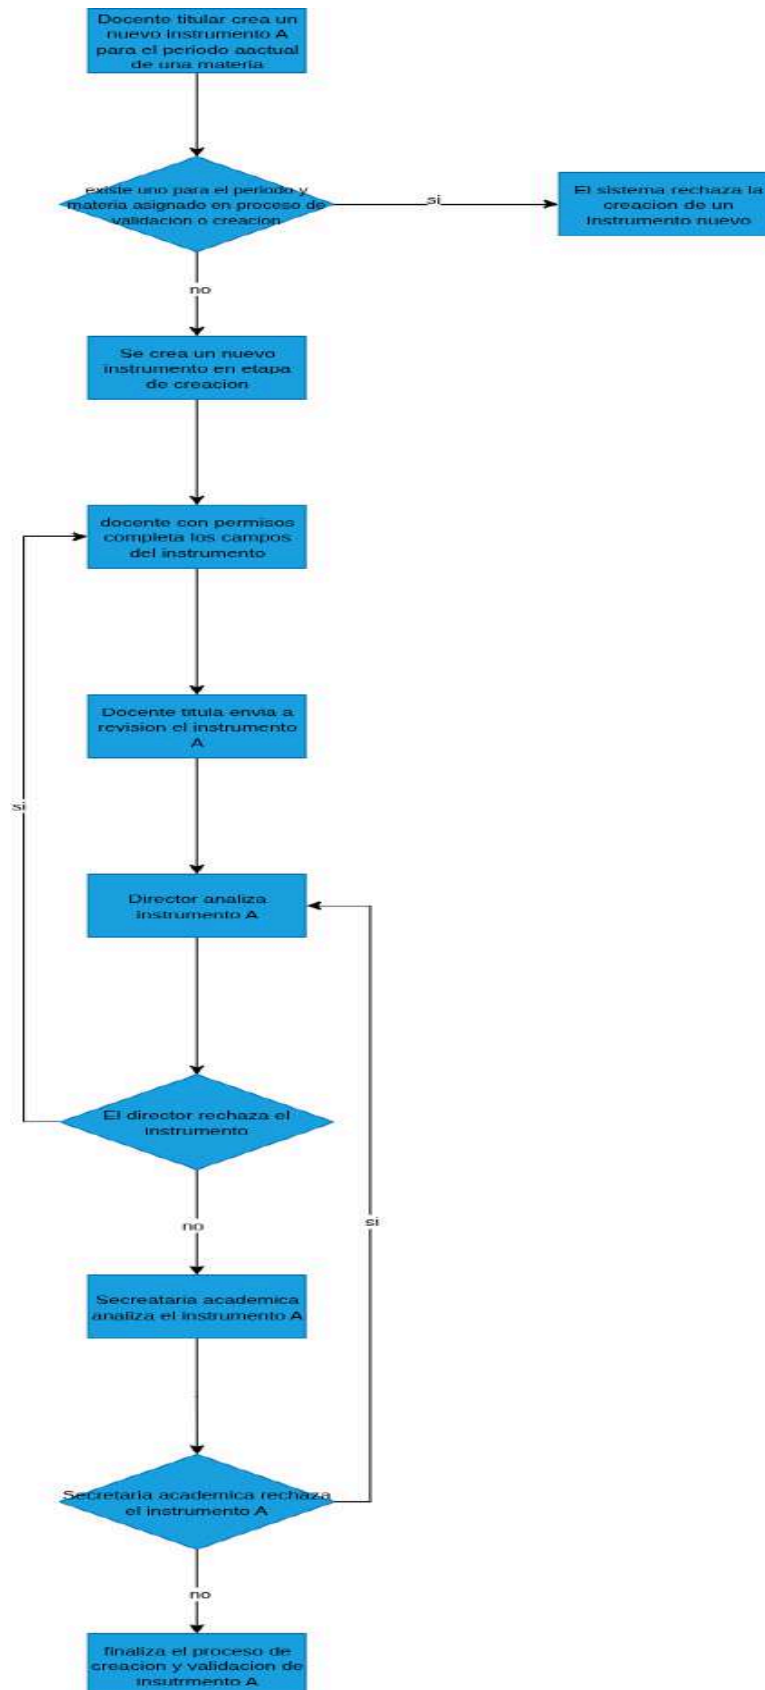 Docente titular crea un
nuevo instrumento A
para el periodo aactual
de una materia
existe uno para el periodo y
materia asignado en proceso de
validacion o creacion
si
El sistema rechaza la
creacion de un
Instrumento nuevo
no
Se crea un nuevo
instrumento en etapa
de creacion
docente con permisos
completa los campos
del instrumento
Docente titula envia a
revision el instrumento
A
si
Director analiza
instrumento A
El director rechaza el
instrumento
no
si
Secreataria academica
analiza el instrumento A
Secretaria academica rechaza
el instrumento A
no
finaliza el proceso de
creacion y validacion de
insutrmento A